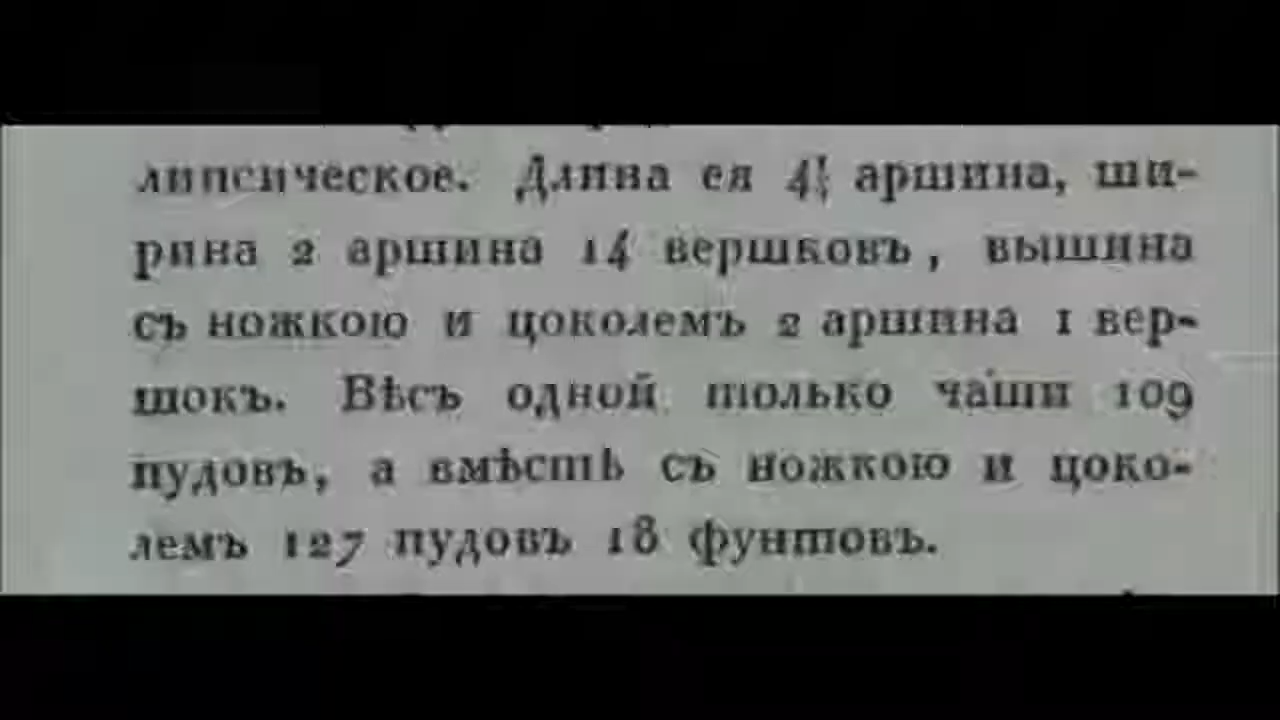 липсическое. Длина ея 4½ аршина, ши-
рина 2 аршина 14 вершковъ, вышина
съ ножкою и цоколемъ 2 аршина 1 вер-
шокъ. Вѣсъ одной только чаши 109
пудовъ, а вмѣстѣ съ ножкою и цоко-
лемъ 127 пудовъ 18 фунтовъ.